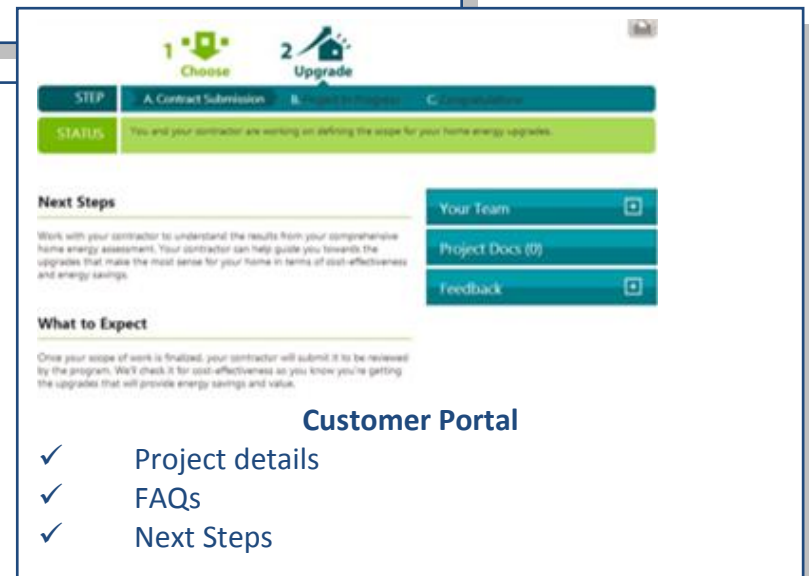 1
Choose
2
Upgrade
STEP A. Contract Submission B. Project In Progress C. Congratulations
STATUS You and your contractor are working on defining the scope for your home energy upgrades.
Next Steps
Work with your contractor to understand the results from your comprehensive
home energy assessment. Your contractor can help guide you towards the
upgrades that make the most sense for your home in terms of cost-effectiveness
and energy savings.
Your Team
Project Docs (0)
Feedback
What to Expect
Once your scope of work is finalized, your contractor will submit it to be reviewed
by the program. We'll check it for cost-effectiveness so you know you're getting
the upgrades that will provide energy savings and value.
Customer Portal
✓ Project details
✓ FAQs
✓ Next Steps